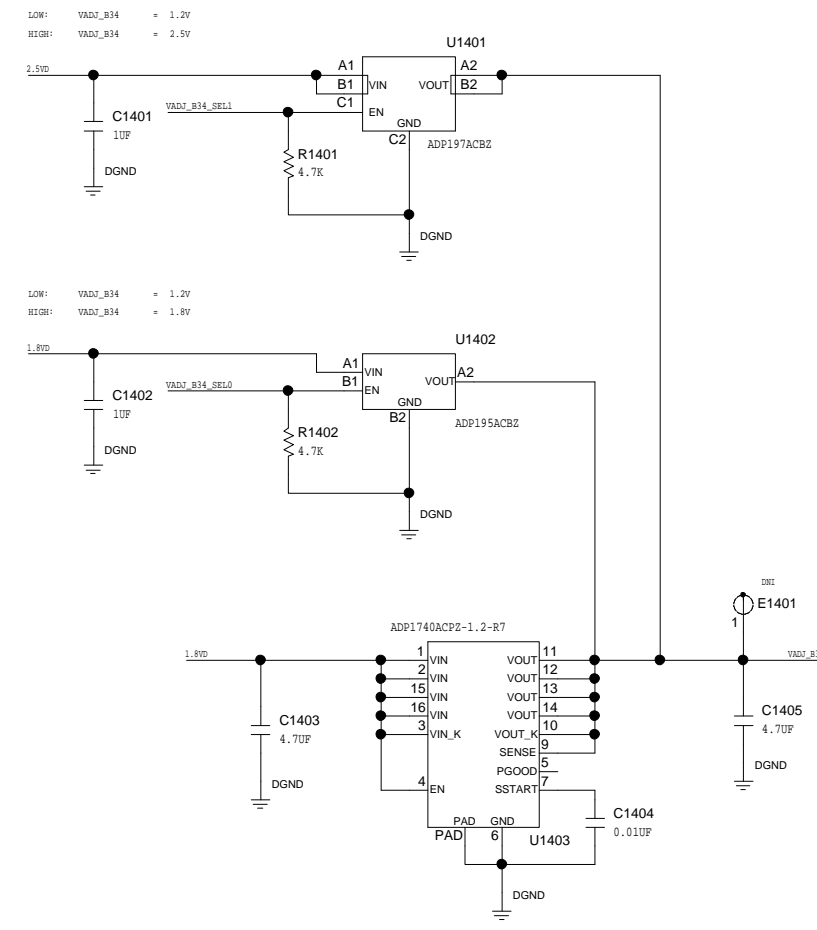 LOW: VADJ_B34 = 1.2V
HIGH: VADJ_B34 = 2.5V
U1401
2.5VD
A1 A2
B1 VIN VOUT B2
VADJ_B34_SEL1 C1 EN
GND
C2 ADP197ACBZ
C1401
1UF
DGND
R1401
4.7K
DGND
LOW: VADJ_B34 = 1.2V
HIGH: VADJ_B34 = 1.8V
U1402
1.8VD
A1 VIN
VOUT A2
VADJ_B34_SEL0 B1 EN
GND
B2 ADP195ACBZ
C1402
1UF
DGND
R1402
4.7K
DGND
DNI
E1401
1
ADP1740ACPZ-1.2-R7
1.8VD 1 VIN VOUT 11 VADJ_B3
2 VIN VOUT 12
15 VIN VOUT 13
16 VIN VOUT 14
3 VIN_K VOUT_K 10
SENSE 9
PGOOD 5
4 EN SSTART 7
C1403
4.7UF
DGND
C1405
4.7UF
DGND
PAD GND
PAD 6 U1403
C1404
0.01UF
DGND